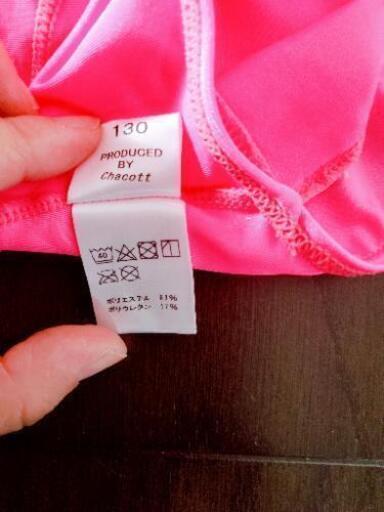 130
PRODUCED
BY
Chacott
40
ポリエステル 83%
ポリウレタン 17%